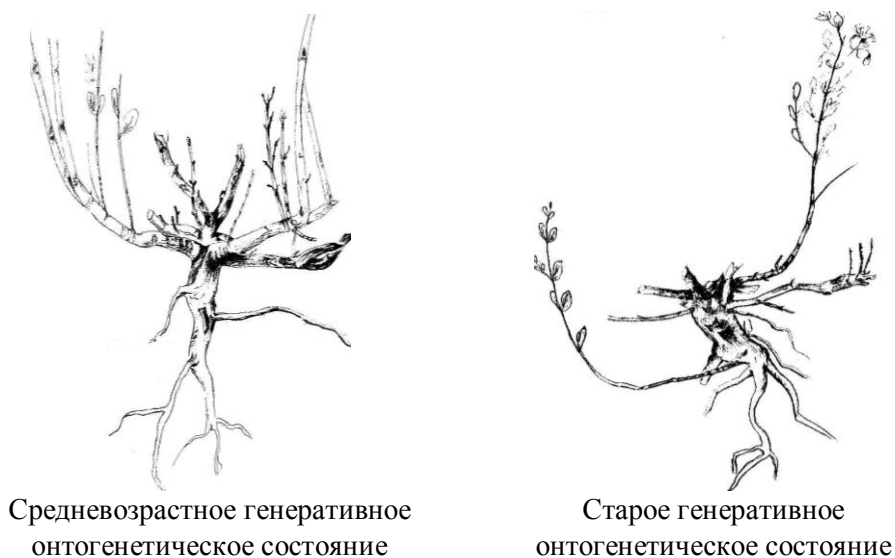 Средневозрастное генеративное
онтогенетическое состояние
Старое генеративное
онтогенетическое состояние